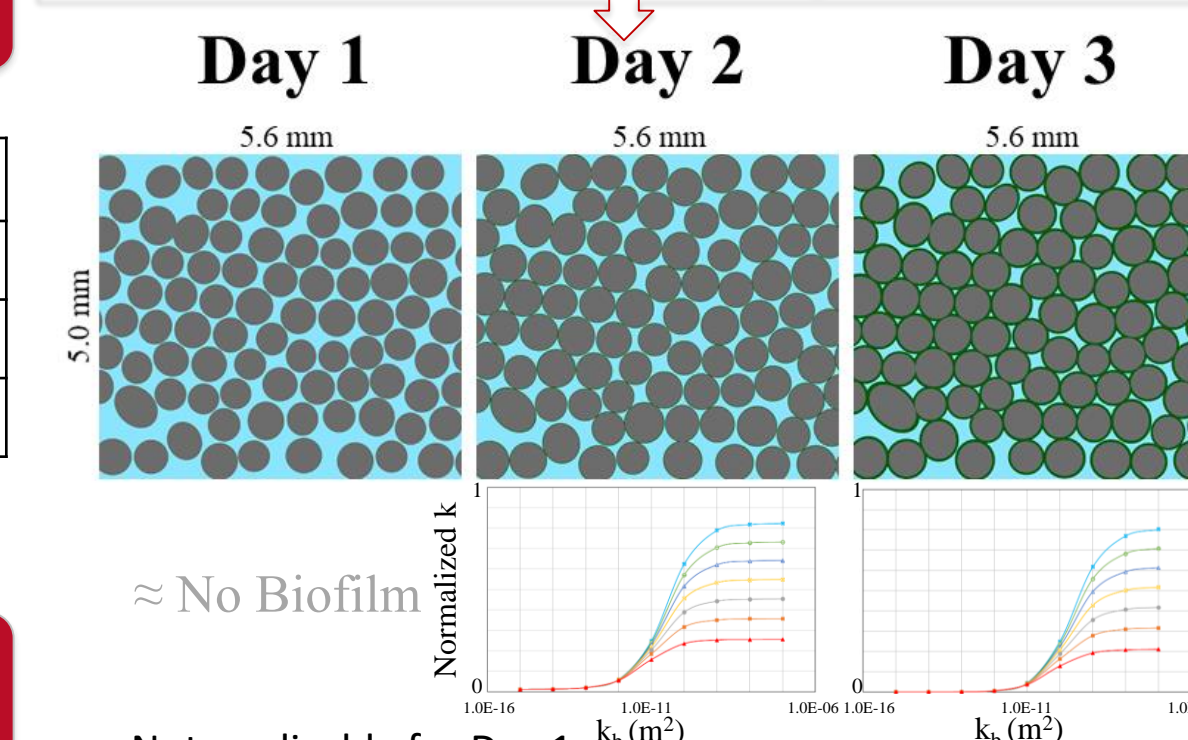 Day 1
Day 2
Day 3
5.6 mm
5.6 mm
5.6 mm
5.0 mm
≈ No Biofilm
Normalized k
1
0
1.0E-16
1.0E-11
1.0E-06
k_b (m²)
1
0
1.0E-16
1.0E-11
k_b (m²)